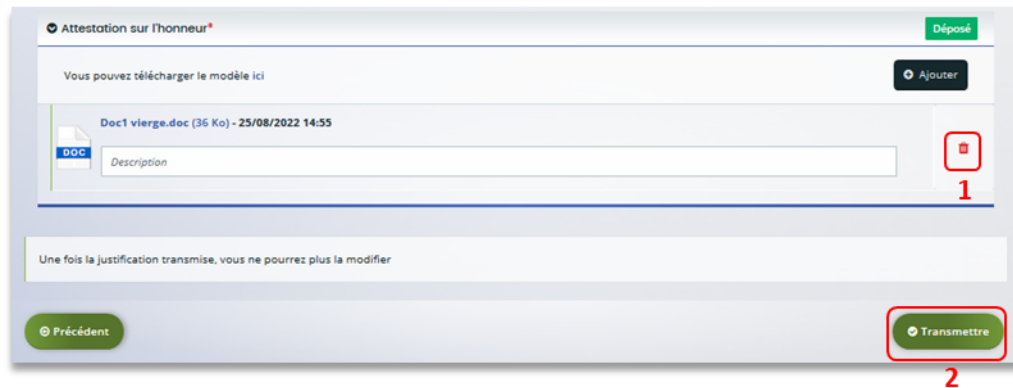 Attestation sur l'honneur*
Déposé
Vous pouvez télécharger le modèle ici
Ajouter
Doc1 vierge.doc (36 Ko) - 25/08/2022 14:55
DOC
Description
1
Une fois la justification transmise, vous ne pourrez plus la modifier
Précédent
Transmettre
2